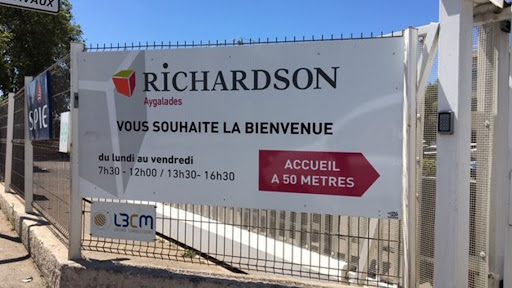 VAUX
RICHARDSON
Aygalades
VOUS SOUHAITE LA BIENVENUE
du lundi au vendredi
7h30 - 12h00 / 13h30- 16h30
ACCUEIL
A 50 METRES
SPIE
L3CM